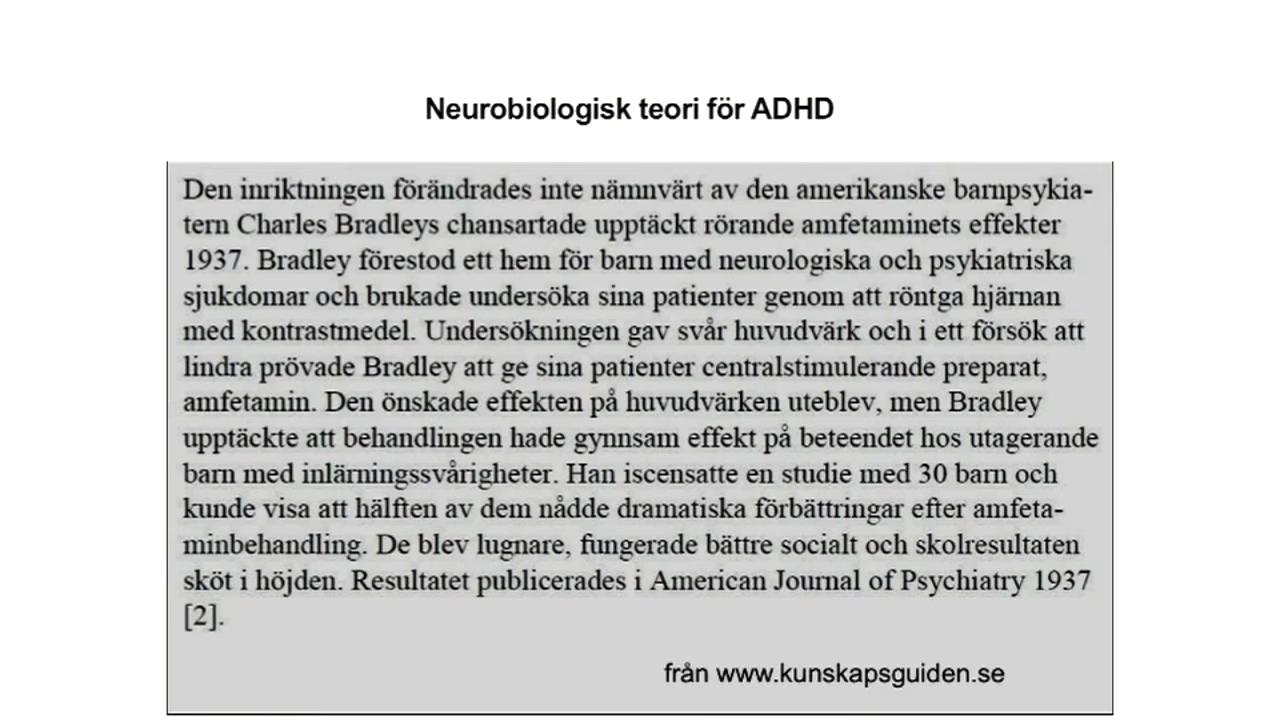 Neurobiologisk teori för ADHD
Den inriktningen förändrades inte nämnvärt av den amerikanske barnpsykia-
tern Charles Bradleys chansartade upptäckt rörande amfetaminets effekter
1937. Bradley förestod ett hem för barn med neurologiska och psykiatriska
sjukdomar och brukade undersöka sina patienter genom att röntga hjärnan
med kontrastmedel. Undersökningen gav svår huvudvärk och i ett försök att
lindra prövade Bradley att ge sina patienter centralstimulerande preparat,
amfetamin. Den önskade effekten på huvudvärken uteblev, men Bradley
upptäckte att behandlingen hade gynnsam effekt på beteendet hos utagerande
barn med inlärningssvårigheter. Han iscensatte en studie med 30 barn och
kunde visa att hälften av dem nådde dramatiska förbättringar efter amfeta-
minbehandling. De blev lugnare, fungerade bättre socialt och skolresultaten
sköt i höjden. Resultatet publicerades i American Journal of Psychiatry 1937
[2].
från www.kunskapsguiden.se